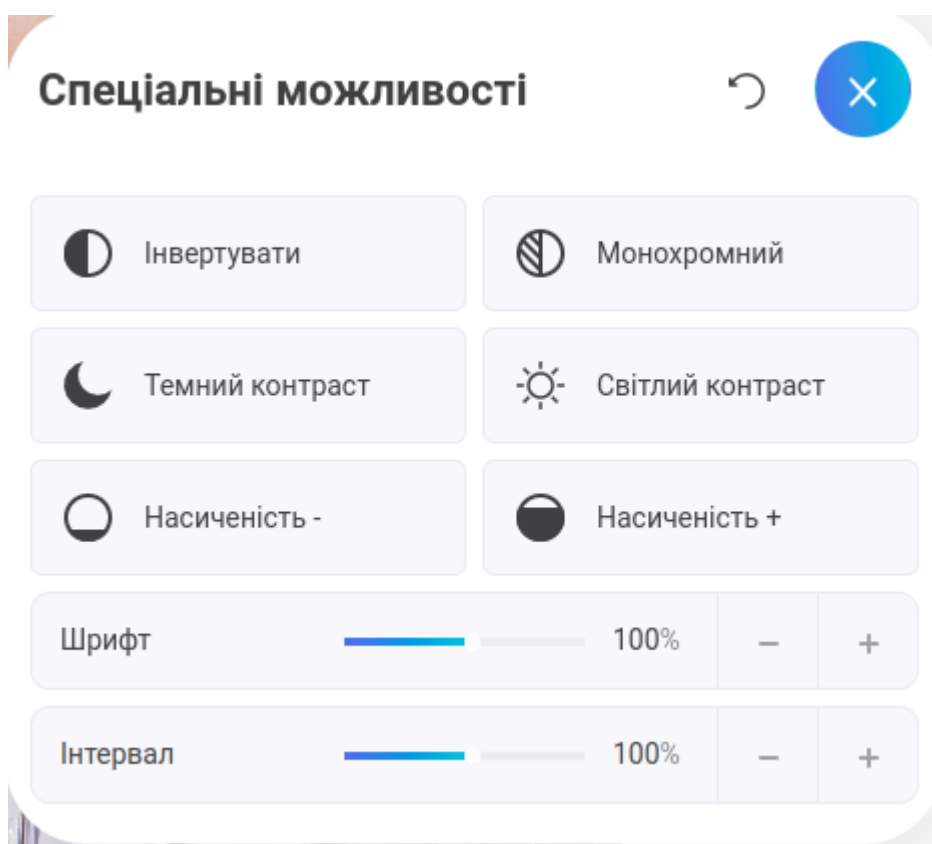 Спеціальні можливості
Інвертувати
Монохромний
Темний контраст
Світлий контраст
Насиченість -
Насиченість +
Шрифт 100% − +
Інтервал 100% − +